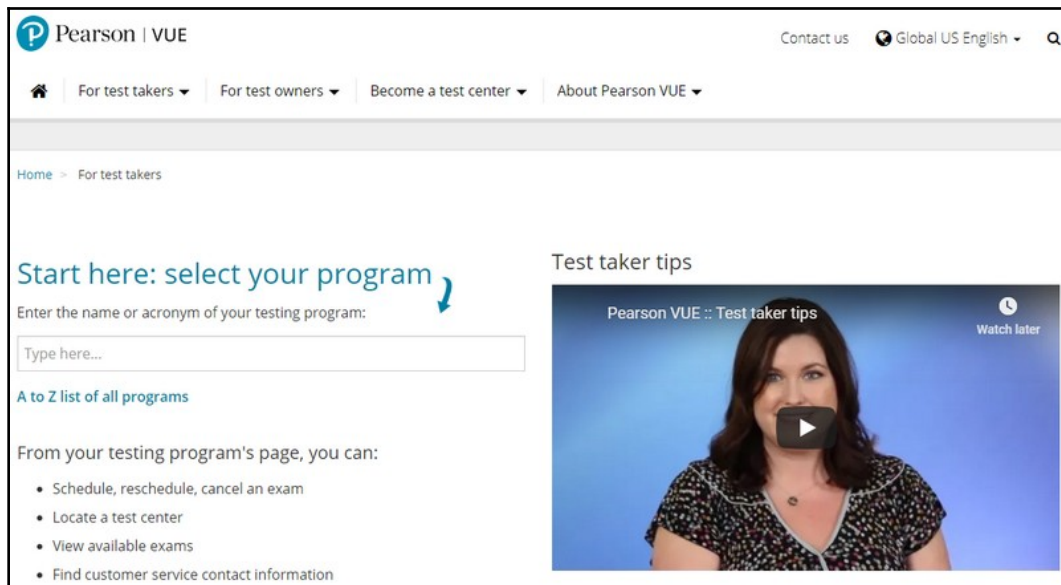 Pearson | VUE
Contact us
Global US English
For test takers
For test owners
Become a test center
About Pearson VUE
Home > For test takers
Start here: select your program
Enter the name or acronym of your testing program:
Type here...
A to Z list of all programs
From your testing program's page, you can:
• Schedule, reschedule, cancel an exam
• Locate a test center
• View available exams
• Find customer service contact information
Test taker tips
Pearson VUE :: Test taker tips
Watch later